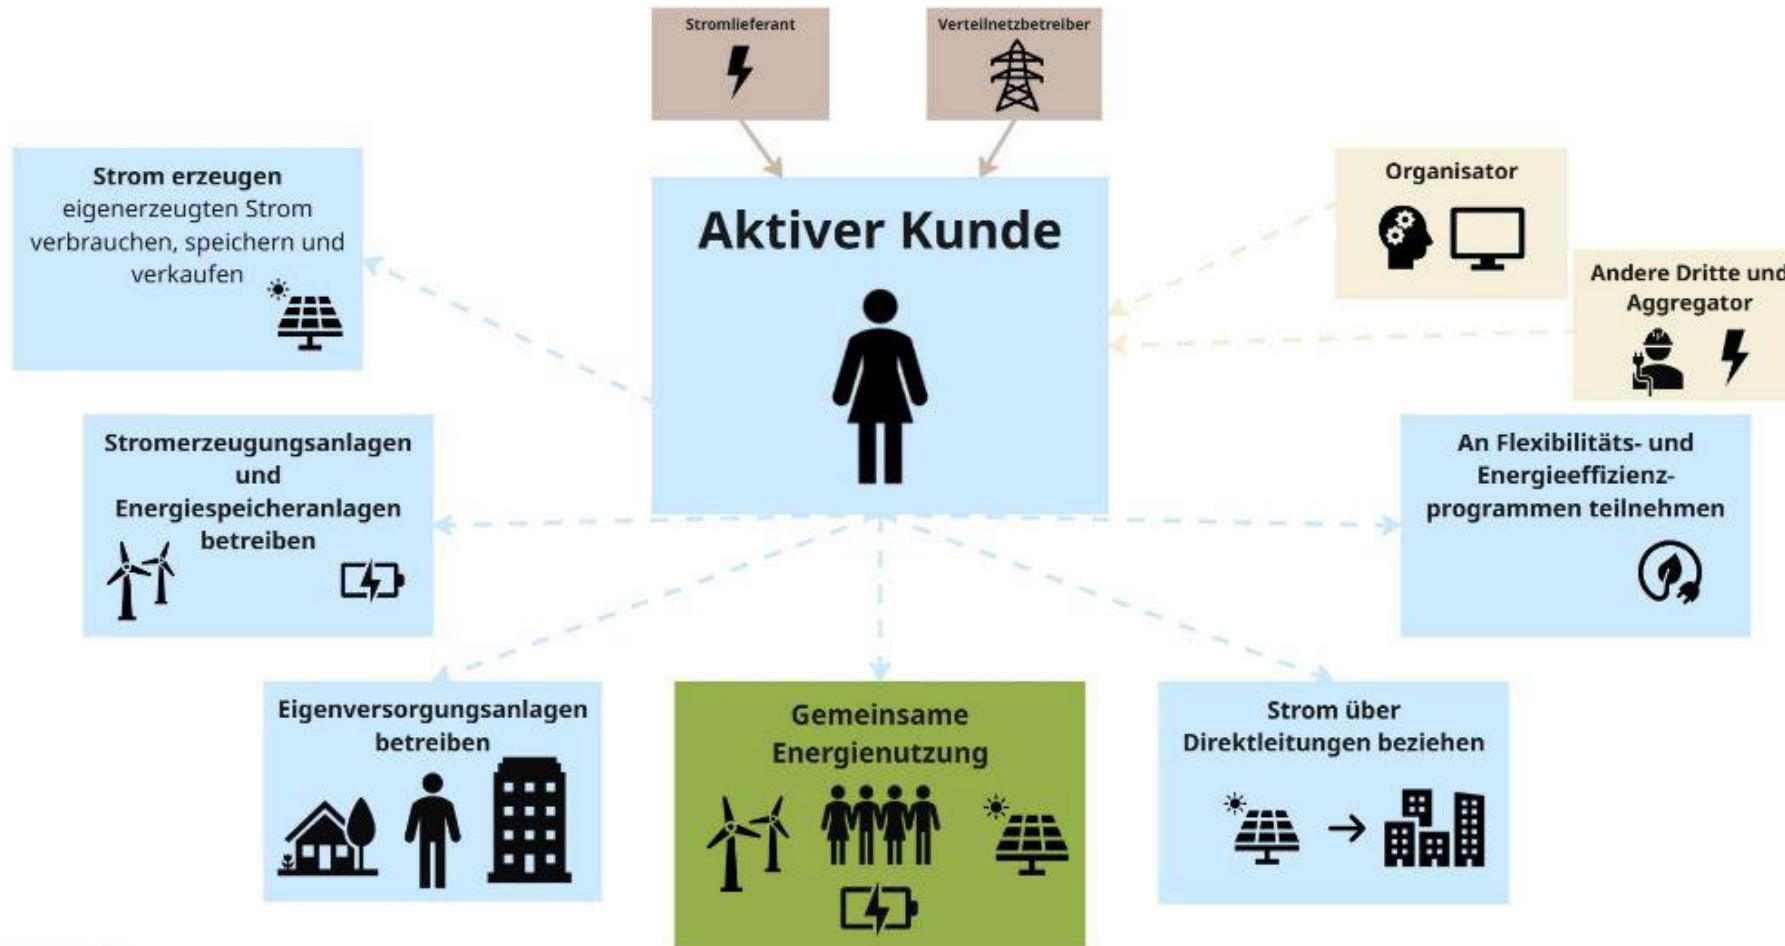 Stromlieferant
Verteilnetzbetreiber
Strom erzeugen
eigenerzeugten Strom
verbrauchen, speichern und
verkaufen
Aktiver Kunde
Organisator
Andere Dritte und
Aggregator
Stromerzeugungsanlagen
und
Energiespeicheranlagen
betreiben
An Flexibilitäts- und
Energieeffizienz-
programmen teilnehmen
Eigenversorgungsanlagen
betreiben
Gemeinsame
Energienutzung
Strom über
Direktleitungen beziehen